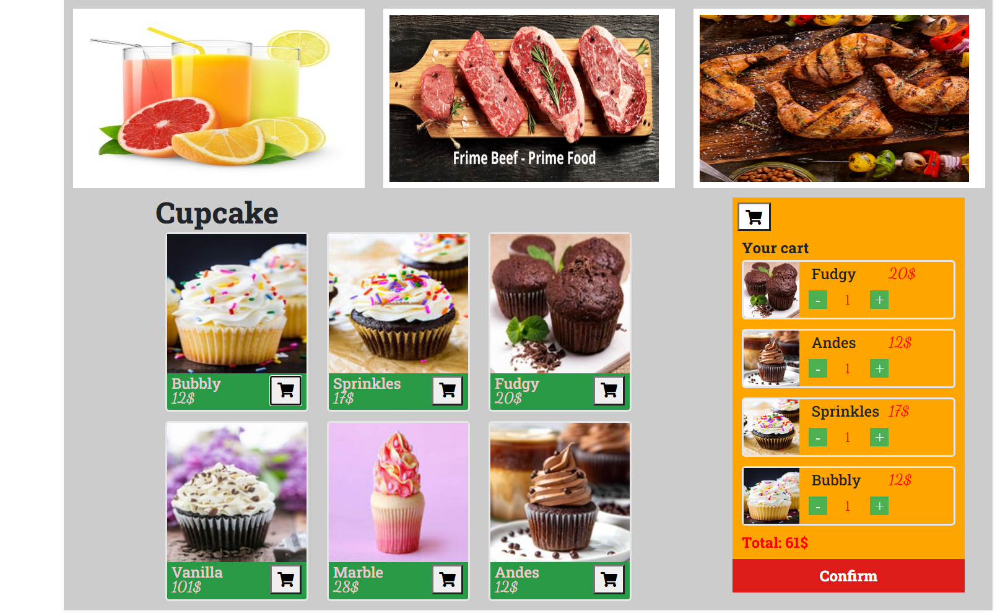 Frime Beef - Prime Food
Cupcake
Bubbly
12$
Sprinkles
17$
Fudgy
20$
Vanilla
101$
Marble
28$
Andes
12$
Your cart
Fudgy 20$
- 1 +
Andes 12$
- 1 +
Sprinkles 17$
- 1 +
Bubbly 12$
- 1 +
Total: 61$
Confirm